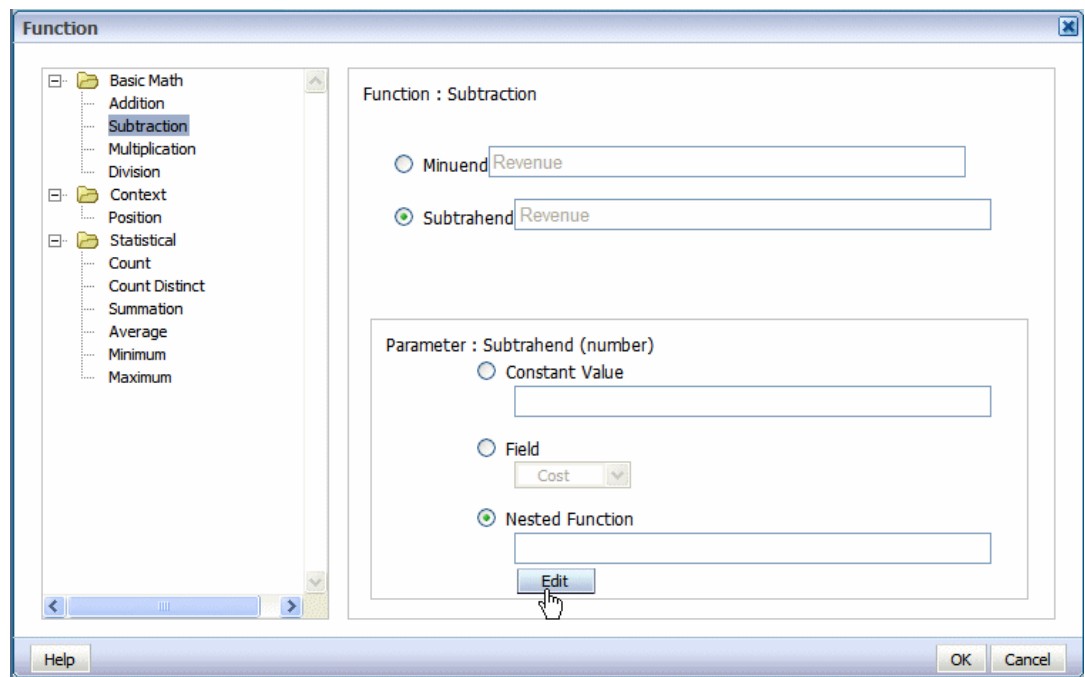 Function
Basic Math
Addition
Subtraction
Multiplication
Division
Context
Position
Statistical
Count
Count Distinct
Summation
Average
Minimum
Maximum
Function : Subtraction
Minuend Revenue
Subtrahend Revenue
Parameter : Subtrahend (number)
Constant Value
Field
Cost
Nested Function
Edit
Help
OK Cancel